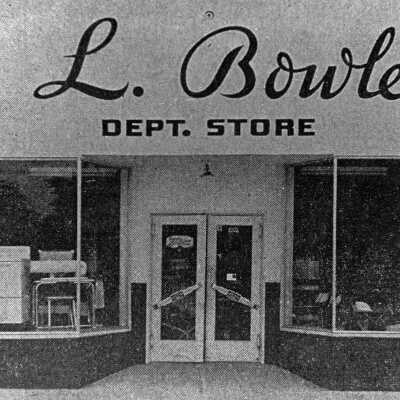 L. Bowle
DEPT. STORE